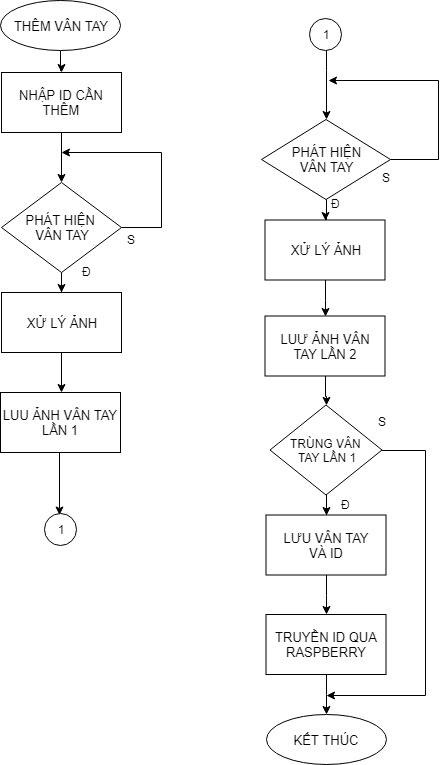 THÊM VÂN TAY
NHẬP ID CẦN
THÊM
PHÁT HIỆN
VÂN TAY
S
Đ
XỬ LÝ ẢNH
LUU ẢNH VÂN TAY
LẦN 1
1
1
PHÁT HIỆN
VÂN TAY
S
Đ
XỬ LÝ ẢNH
LUƯ ẢNH VÂN
TAY LẦN 2
S
TRÙNG VÂN
TAY LẦN 1
Đ
LƯU VÂN TAY
VÀ ID
TRUYỀN ID QUA
RASPBERRY
KẾT THÚC